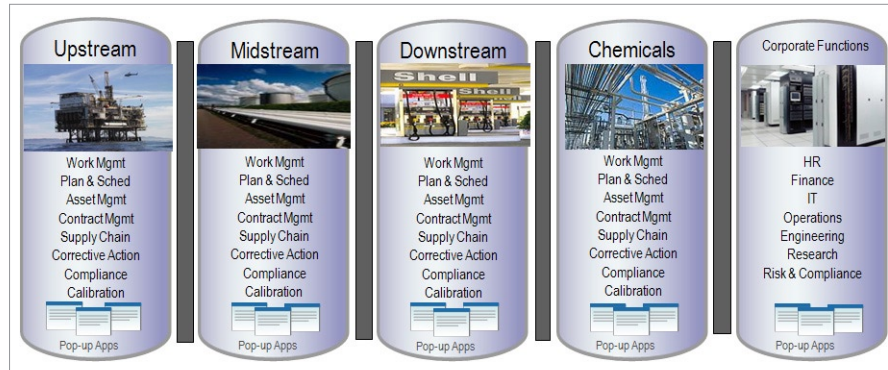 Upstream
Work Mgmt
Plan & Sched
Asset Mgmt
Contract Mgmt
Supply Chain
Corrective Action
Compliance
Calibration
Pop-up Apps
Midstream
Work Mgmt
Plan & Sched
Asset Mgmt
Contract Mgmt
Supply Chain
Corrective Action
Compliance
Calibration
Pop-up Apps
Downstream
Shell
Shell
Work Mgmt
Plan & Sched
Asset Mgmt
Contract Mgmt
Supply Chain
Corrective Action
Compliance
Calibration
Pop-up Apps
Chemicals
Work Mgmt
Plan & Sched
Asset Mgmt
Contract Mgmt
Supply Chain
Corrective Action
Compliance
Calibration
Pop-up Apps
Corporate Functions
HR
Finance
IT
Operations
Engineering
Research
Risk & Compliance
Pop-up Apps